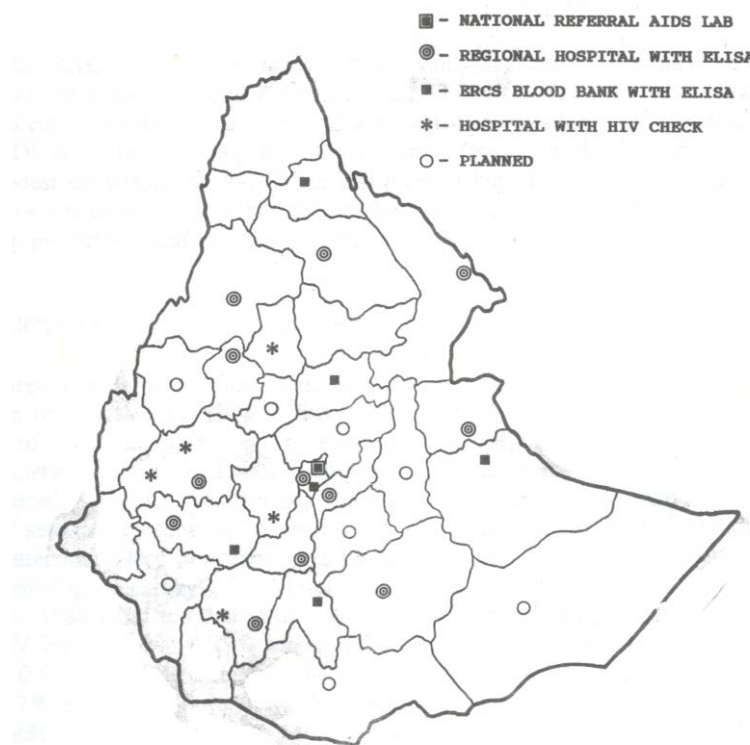 - NATIONAL REFERRAL AIDS LAB
- REGIONAL HOSPITAL WITH ELISA
- ERCS BLOOD BANK WITH ELISA
* - HOSPITAL WITH HIV CHECK
- PLANNED